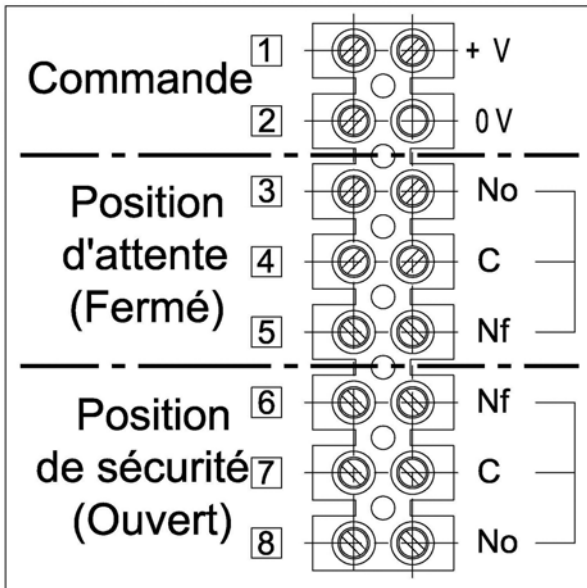 Commande
1 + V
2 0 V
Position
d'attente
(Fermé)
3 No
4 C
5 Nf
Position
de sécurité
(Ouvert)
6 Nf
7 C
8 No